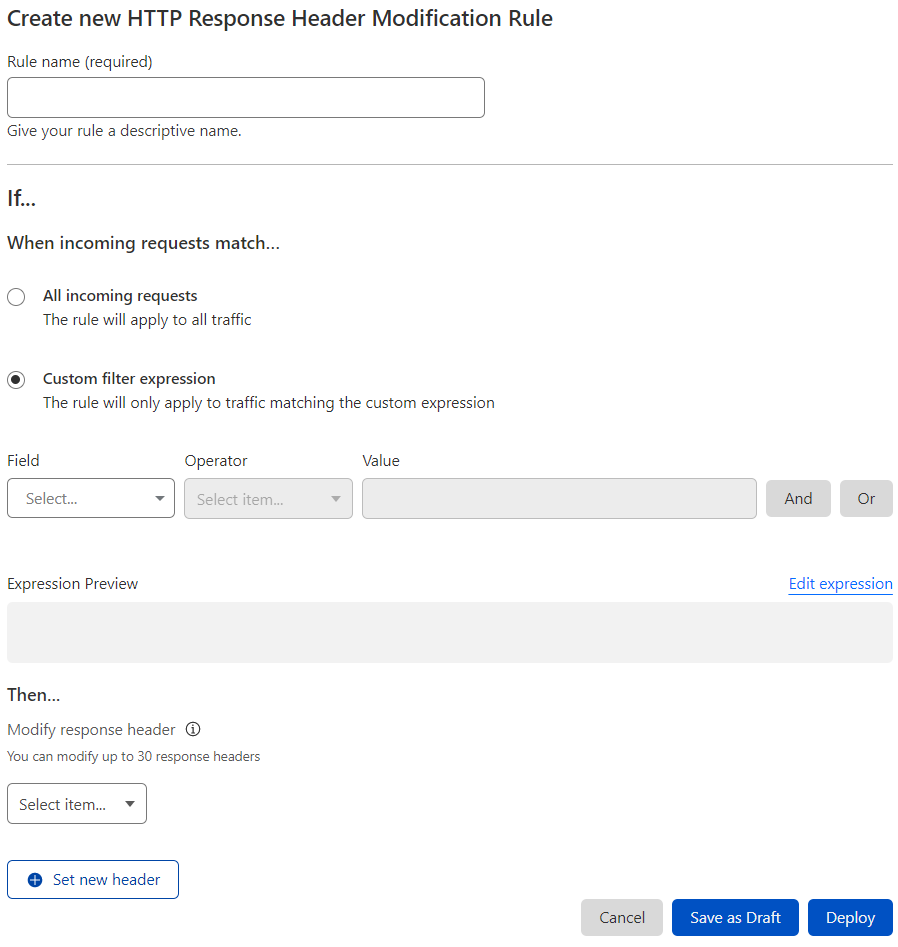 Create new HTTP Response Header Modification Rule
Rule name (required)
Give your rule a descriptive name.
If...
When incoming requests match...
All incoming requests
The rule will apply to all traffic
Custom filter expression
The rule will only apply to traffic matching the custom expression
Field Operator Value
Select... Select item... And Or
Expression Preview Edit expression
Then...
Modify response header
You can modify up to 30 response headers
Select item...
Set new header
Cancel Save as Draft Deploy